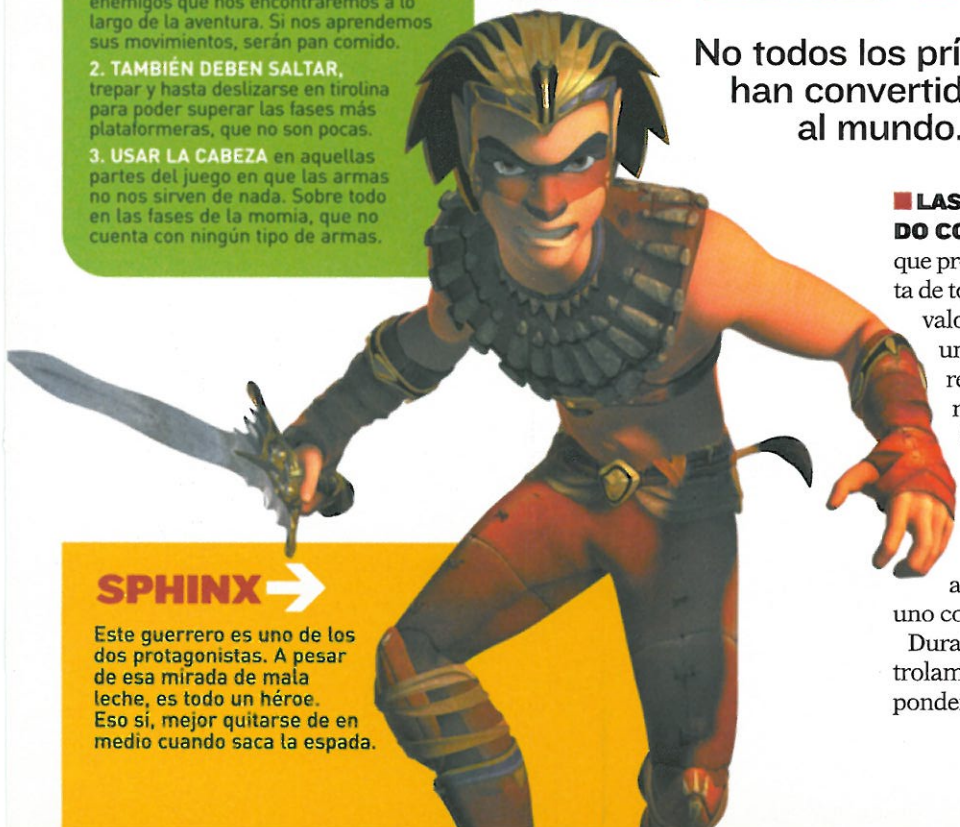 enemigos que nos encontraremos a lo
largo de la aventura. Si nos aprendemos
sus movimientos, serán pan comido.
2. TAMBIÉN DEBEN SALTAR,
trepar y hasta deslizarse en tirolina
para poder superar las fases más
plataformeras, que no son pocas.
3. USAR LA CABEZA en aquellas
partes del juego en que las armas
no nos sirven de nada. Sobre todo
en las fases de la momia, que no
cuenta con ningún tipo de armas.
SPHINX
Este guerrero es uno de los
dos protagonistas. A pesar
de esa mirada de mala
leche, es todo un héroe.
Eso sí, mejor quitarse de en
medio cuando saca la espada.
No todos los prí
han convertid
al mundo.
LAS
DO CO
que pr
ta de to
valo
un
re
a
uno co
Dura
trolam
ponde